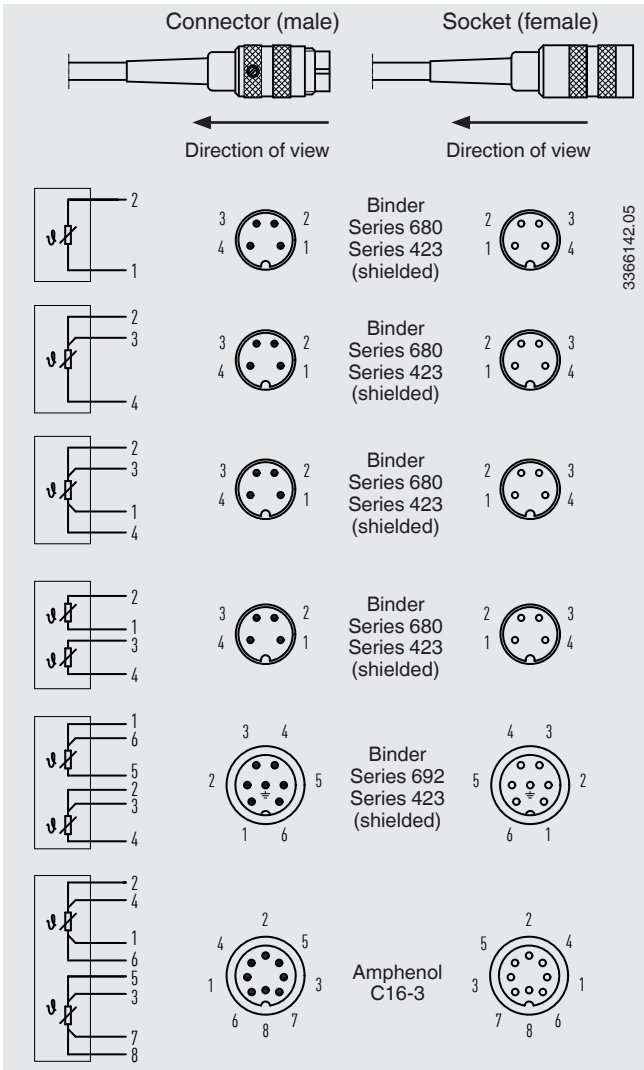 Connector (male) Socket (female)
Direction of view Direction of view
3366142.05
2
1
3 2
4 1
Binder
Series 680
Series 423
(shielded)
2 3
1 4
2
3
4
3 2
4 1
Binder
Series 680
Series 423
(shielded)
2 3
1 4
2
3
1
4
3 2
4 1
Binder
Series 680
Series 423
(shielded)
2 3
1 4
2
1
3
4
3 2
4 1
Binder
Series 680
Series 423
(shielded)
2 3
1 4
1
6
5
2
3
4
3 4
2 5
1 6
Binder
Series 692
Series 423
(shielded)
4 3
5 2
6 1
2
4
1
6
5
3
7
8
2
4 5
1 3
6 7
8
Amphenol
C16-3
2
5 4
3 1
7 6
8
ϑ
ϑ
ϑ
ϑ
ϑ
ϑ
ϑ
ϑ
ϑ